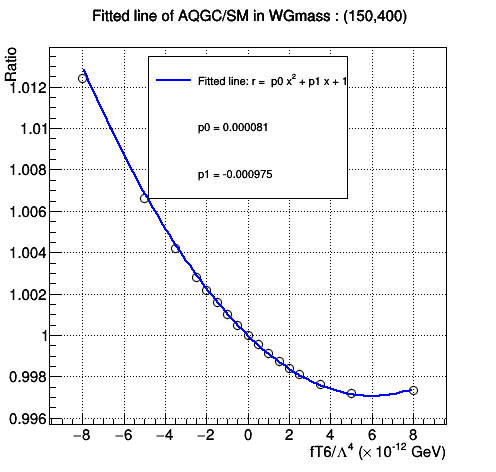 Fitted line of AQGC/SM in WGmass : (150,400)
Ratio
Fitted line: r = p0 x² + p1 x + 1
p0 = 0.000081
p1 = -0.000975
1.012
1.01
1.008
1.006
1.004
1.002
1
0.998
0.996
−8 −6 −4 −2 0 2 4 6 8
fT6/Λ⁴ (× 10⁻¹² GeV)